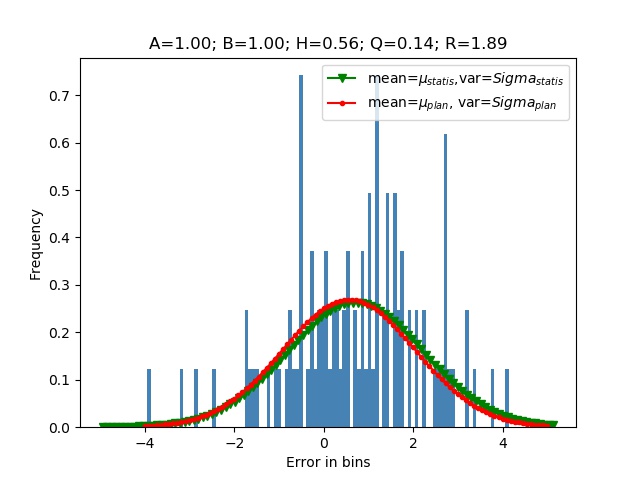 A=1.00; B=1.00; H=0.56; Q=0.14; R=1.89
mean=μstatis,var=Sigmastatis
mean=μplan, var=Sigmaplan
0.7
0.6
0.5
0.4
0.3
0.2
0.1
0.0
Frequency
−4
−2
0
2
4
Error in bins